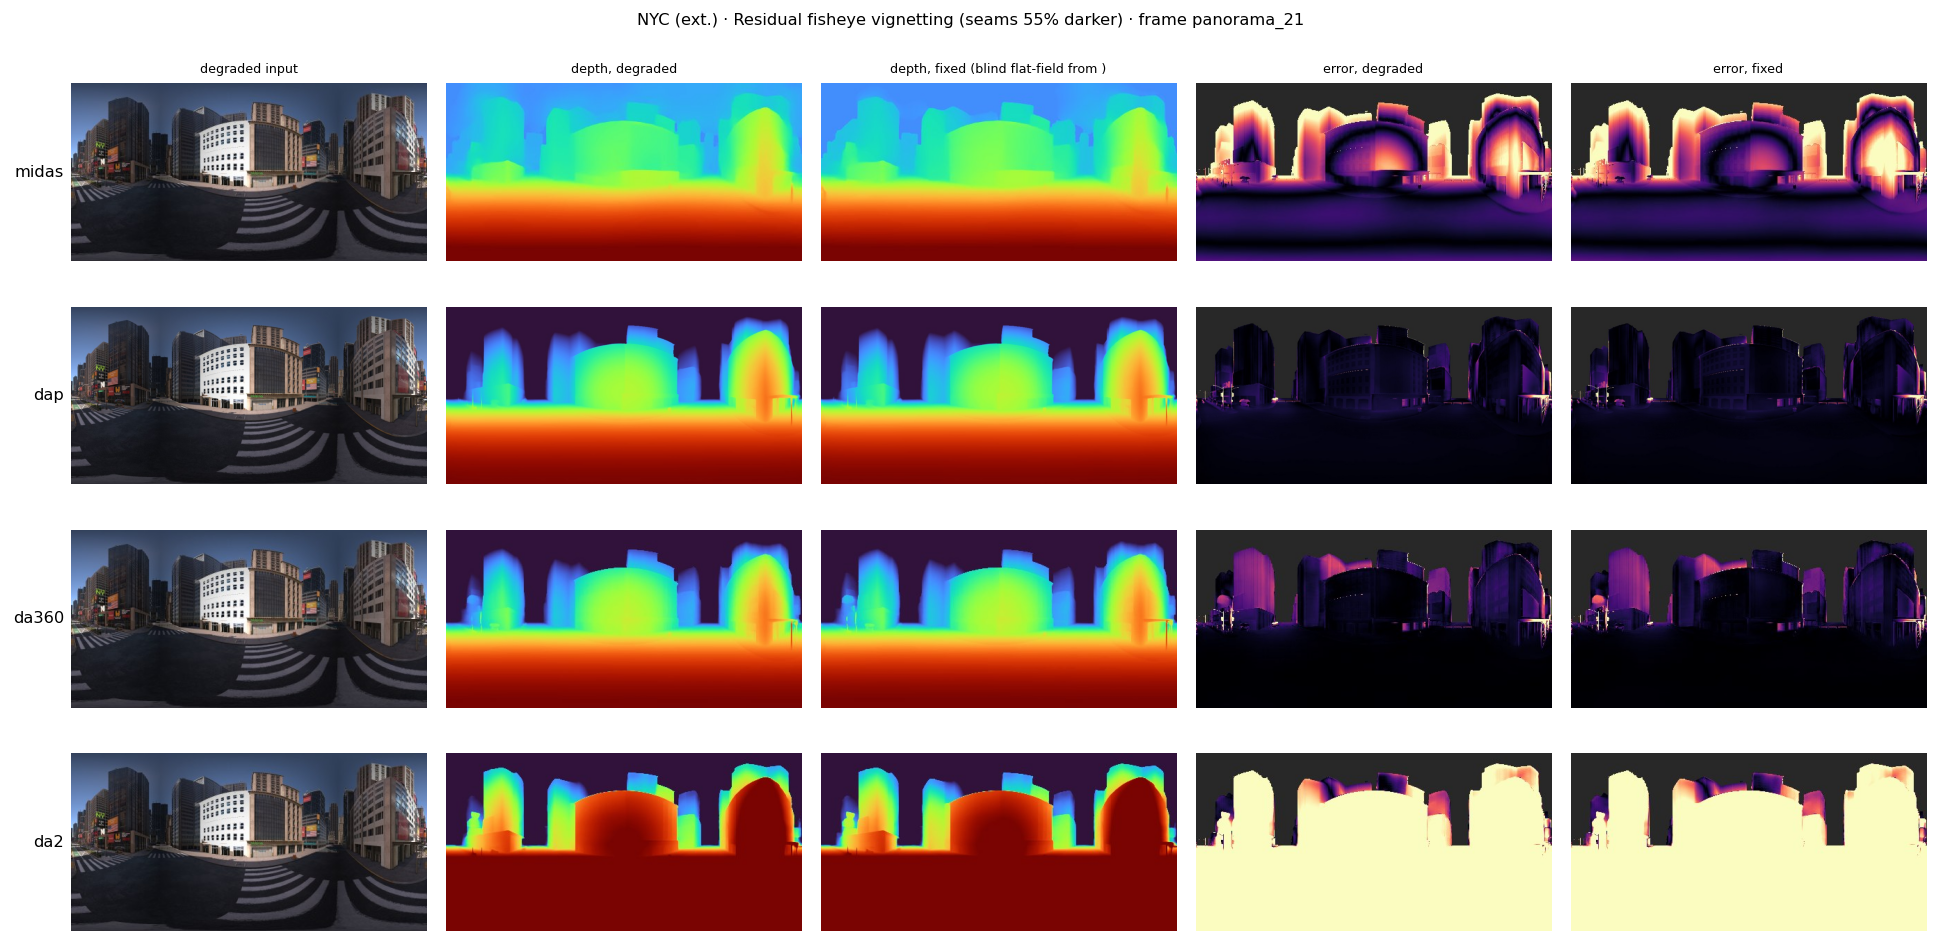 NYC (ext.) · Residual fisheye vignetting (seams 55% darker) · frame panorama_21
degraded input
depth, degraded
depth, fixed (blind flat-field from )
error, degraded
error, fixed
midas
dap
da360
da2